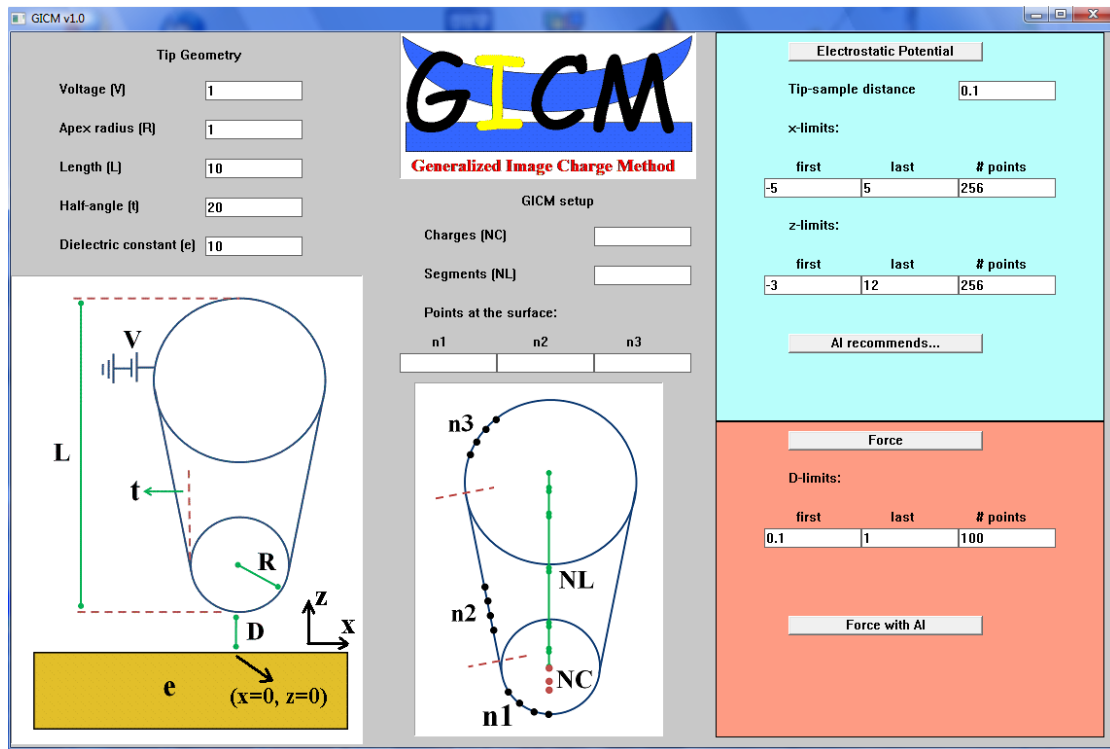 GICM v1.0
Tip Geometry
Voltage (V) 1
Apex radius (R) 1
Length (L) 10
Half-angle (t) 20
Dielectric constant (e) 10
V
L
t
R
D
z
x
e
(x=0, z=0)
GICM
Generalized Image Charge Method
GICM setup
Charges (NC)
Segments (NL)
Points at the surface:
n1 n2 n3
n3
NL
n2
NC
n1
Electrostatic Potential
Tip-sample distance 0.1
x-limits:
first last # points
-5 5 256
z-limits:
first last # points
-3 12 256
AI recommends...
Force
D-limits:
first last # points
0.1 1 100
Force with AI